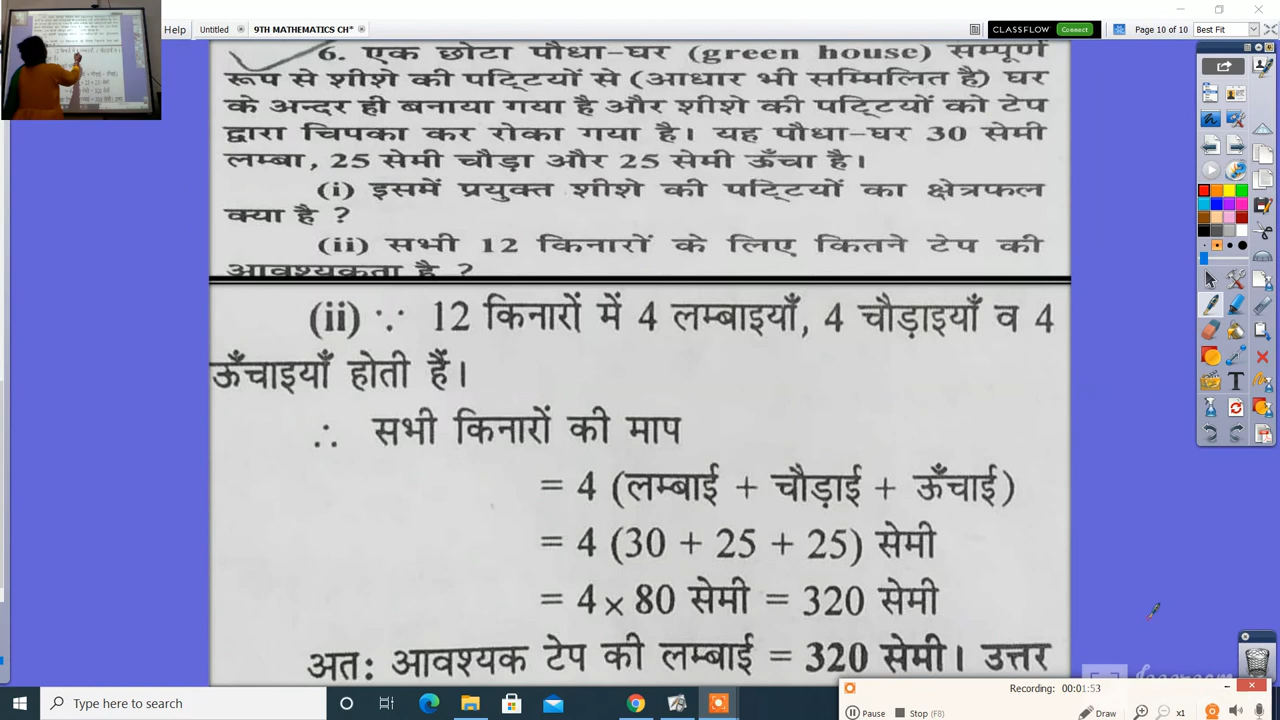 Help
Untitled
9TH MATHEMATICS CH*
CLASSFLOW Connect
Page 10 of 10
Best Fit
6. एक छोटा पौधा-घर (green house) सम्पूर्ण
रूप से शीशे की पट्टियों से (आधार भी सम्मिलित है) घर
के अन्दर ही बनाया गया है और शीशे की पट्टियों को टेप
द्वारा चिपका कर रोका गया है। यह पौधा-घर 30 सेमी
लम्बा, 25 सेमी चौड़ा और 25 सेमी ऊँचा है।
(i) इसमें प्रयुक्त शीशे की पट्टियों का क्षेत्रफल
क्या है ?
(ii) सभी 12 किनारों के लिए कितने टेप की
आवश्यकता है ?
(ii) ∵ 12 किनारों में 4 लम्बाइयाँ, 4 चौड़ाइयाँ व 4
ऊँचाइयाँ होती हैं।
∴ सभी किनारों की माप
= 4 (लम्बाई + चौड़ाई + ऊँचाई)
= 4 (30 + 25 + 25) सेमी
= 4 × 80 सेमी = 320 सेमी
अतः आवश्यक टेप की लम्बाई = 320 सेमी। उत्तर
Type here to search
Recording: 00:01:53
Pause
Stop (F8)
Draw
x1